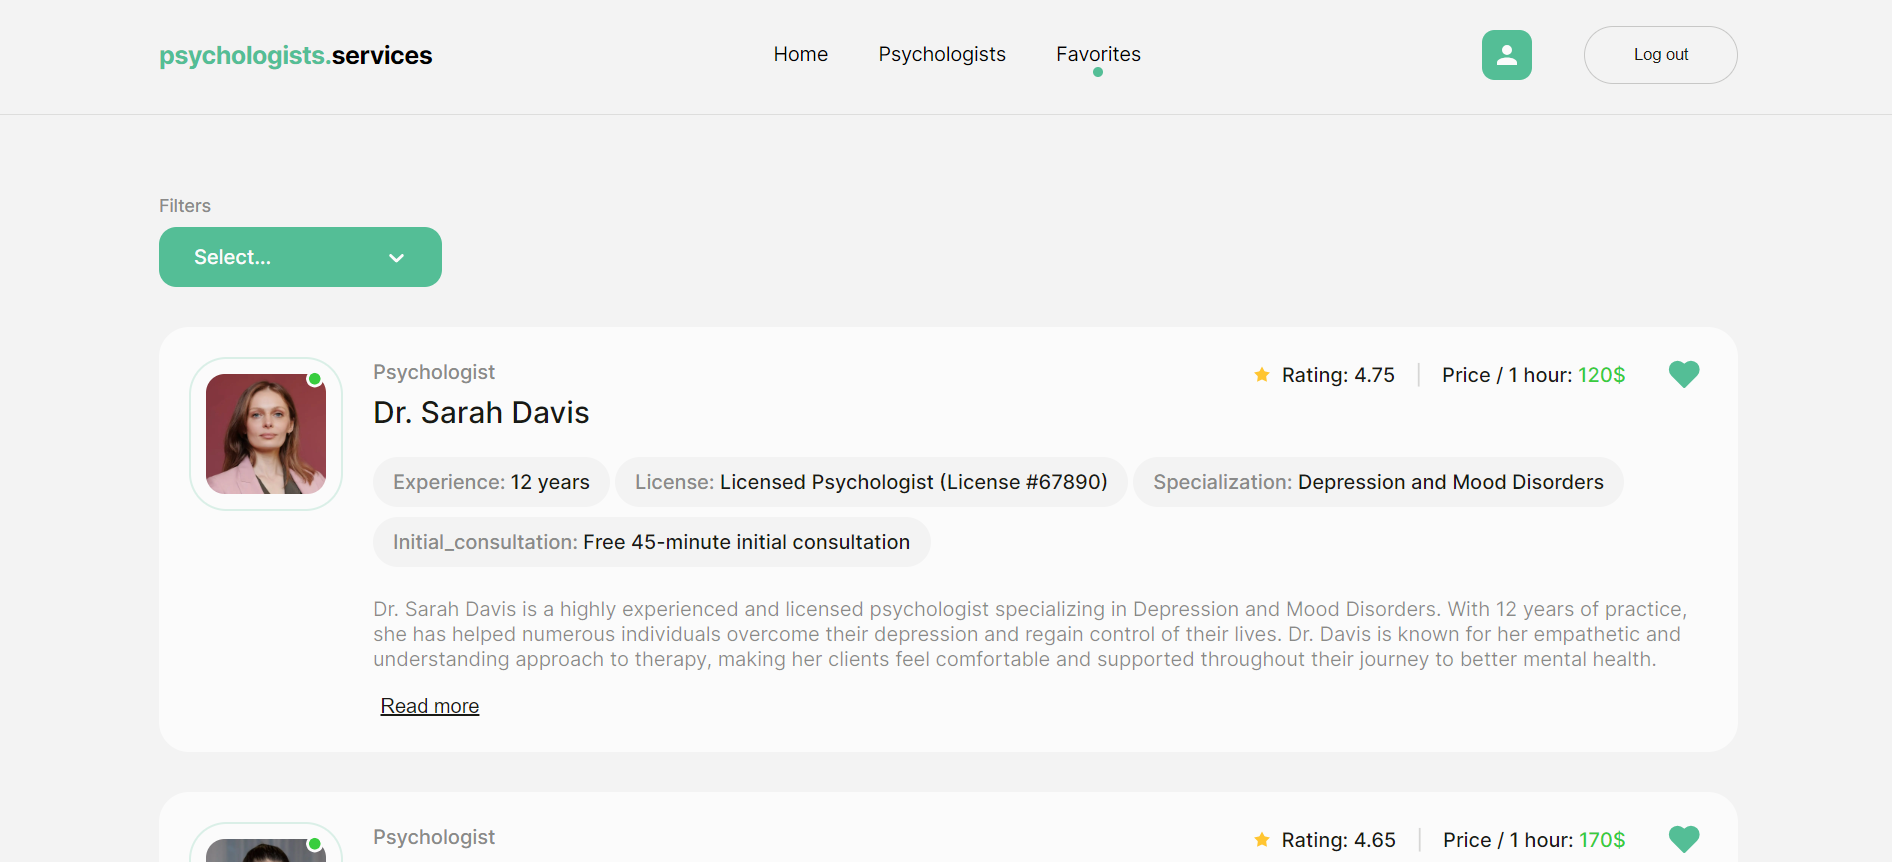 psychologists.services
Home Psychologists Favorites
Log out
Filters
Select...
Psychologist
Rating: 4.75 Price / 1 hour: 120$
Dr. Sarah Davis
Experience: 12 years License: Licensed Psychologist (License #67890) Specialization: Depression and Mood Disorders
Initial_consultation: Free 45-minute initial consultation
Dr. Sarah Davis is a highly experienced and licensed psychologist specializing in Depression and Mood Disorders. With 12 years of practice,
she has helped numerous individuals overcome their depression and regain control of their lives. Dr. Davis is known for her empathetic and
understanding approach to therapy, making her clients feel comfortable and supported throughout their journey to better mental health.
Read more
Psychologist
Rating: 4.65 Price / 1 hour: 170$